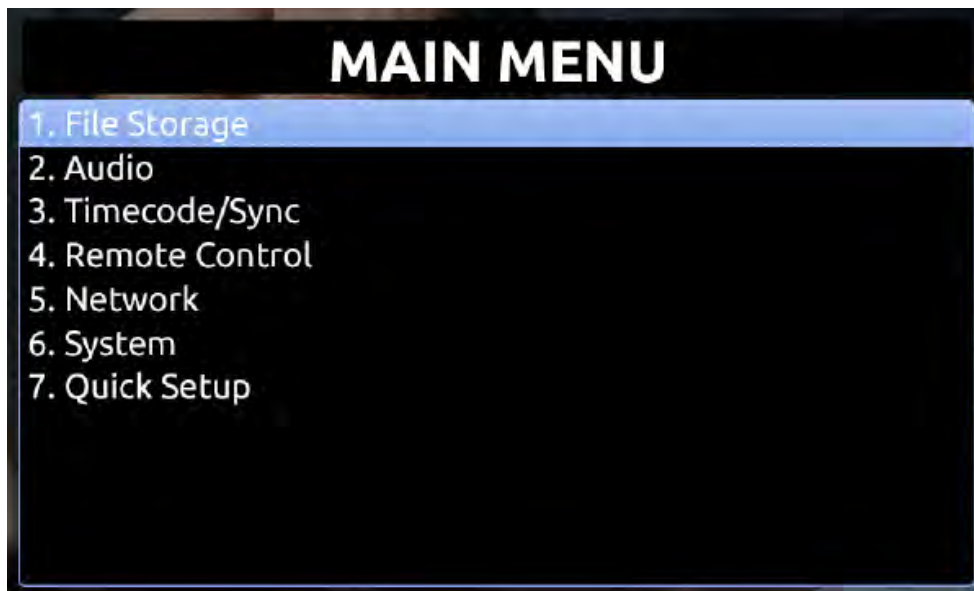 MAIN MENU
1. File Storage
2. Audio
3. Timecode/Sync
4. Remote Control
5. Network
6. System
7. Quick Setup